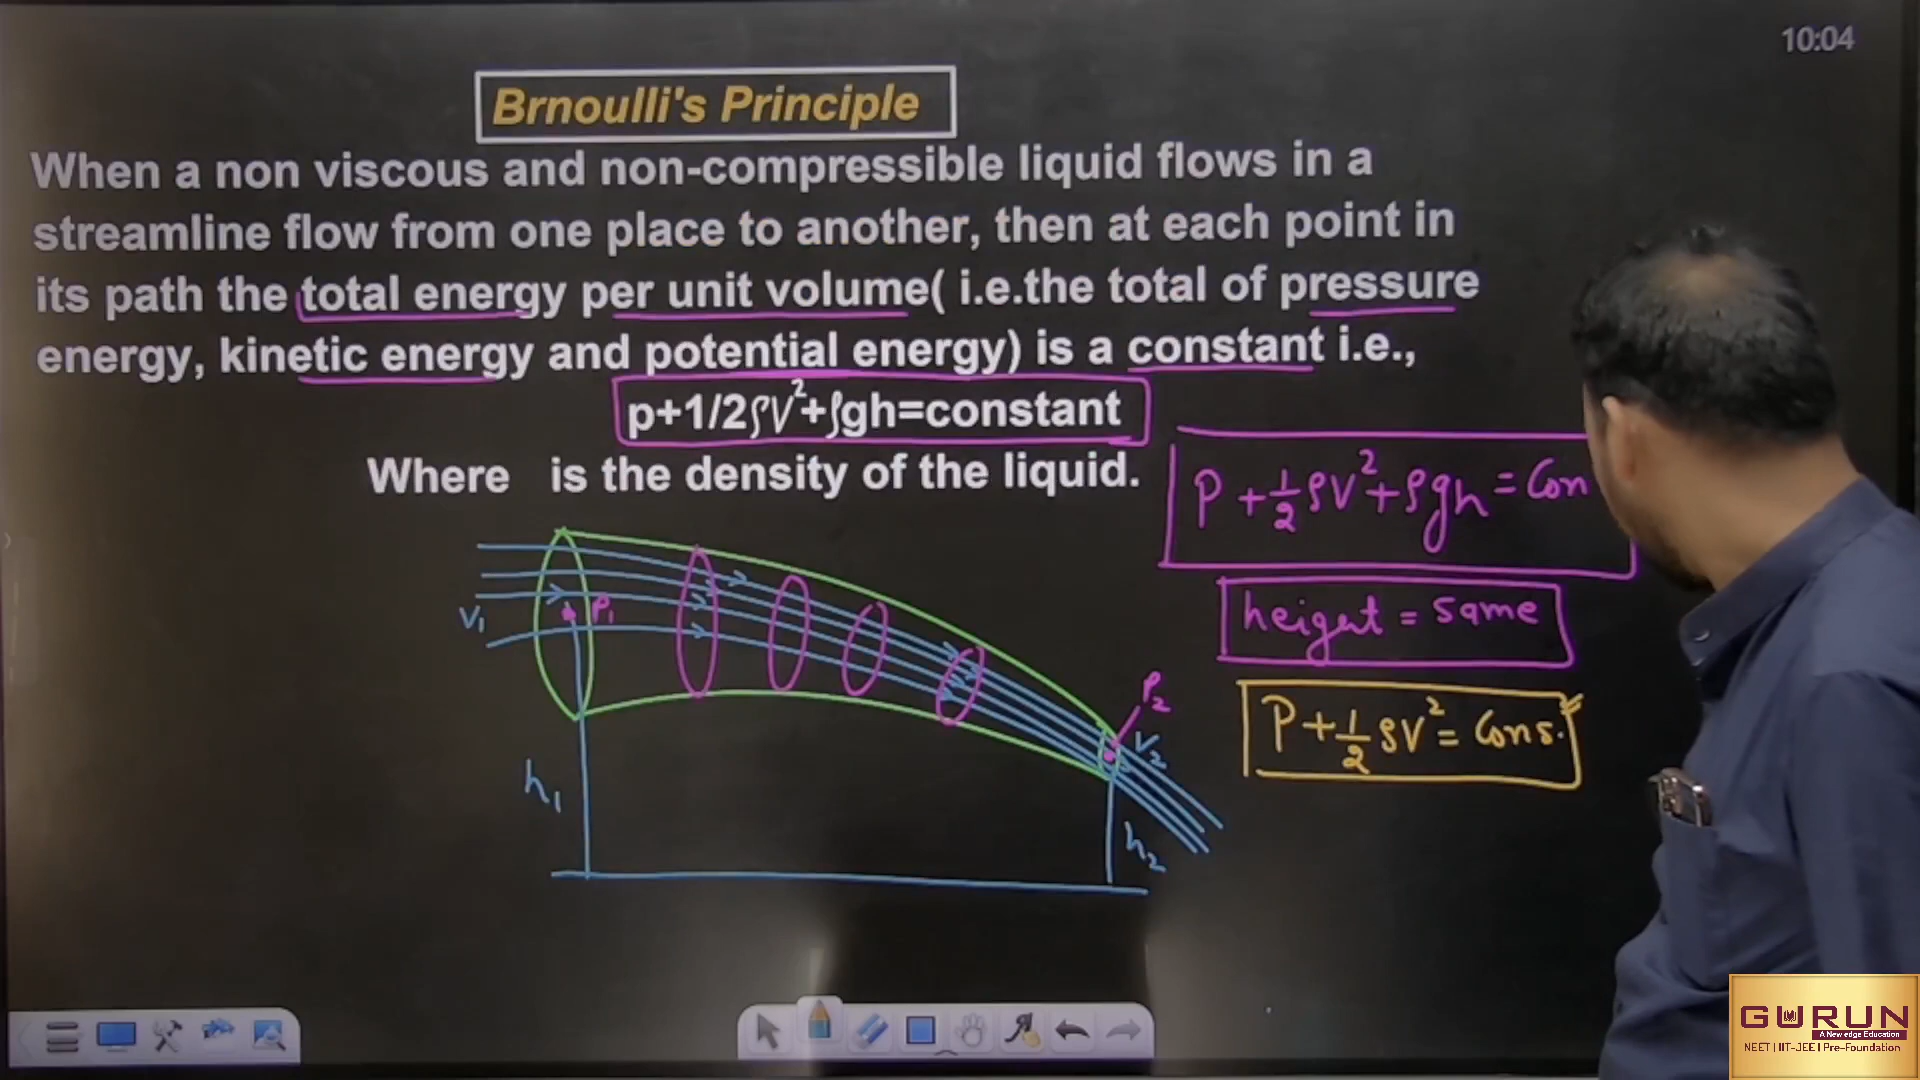 10:04
Brnoulli's Principle
When a non viscous and non-compressible liquid flows in a
streamline flow from one place to another, then at each point in
its path the total energy per unit volume( i.e.the total of pressure
energy, kinetic energy and potential energy) is a constant i.e.,
p+1/2ρV²+ρgh=constant
Where is the density of the liquid.
P + 1/2 ρV² + ρgh = Con
height = same
P + 1/2 ρV² = Cons.
V₁
P₁
P₂
V₂
h₁
h₂
GURUKUN
A New edge Education
NEET | IIT-JEE | Pre-Foundation